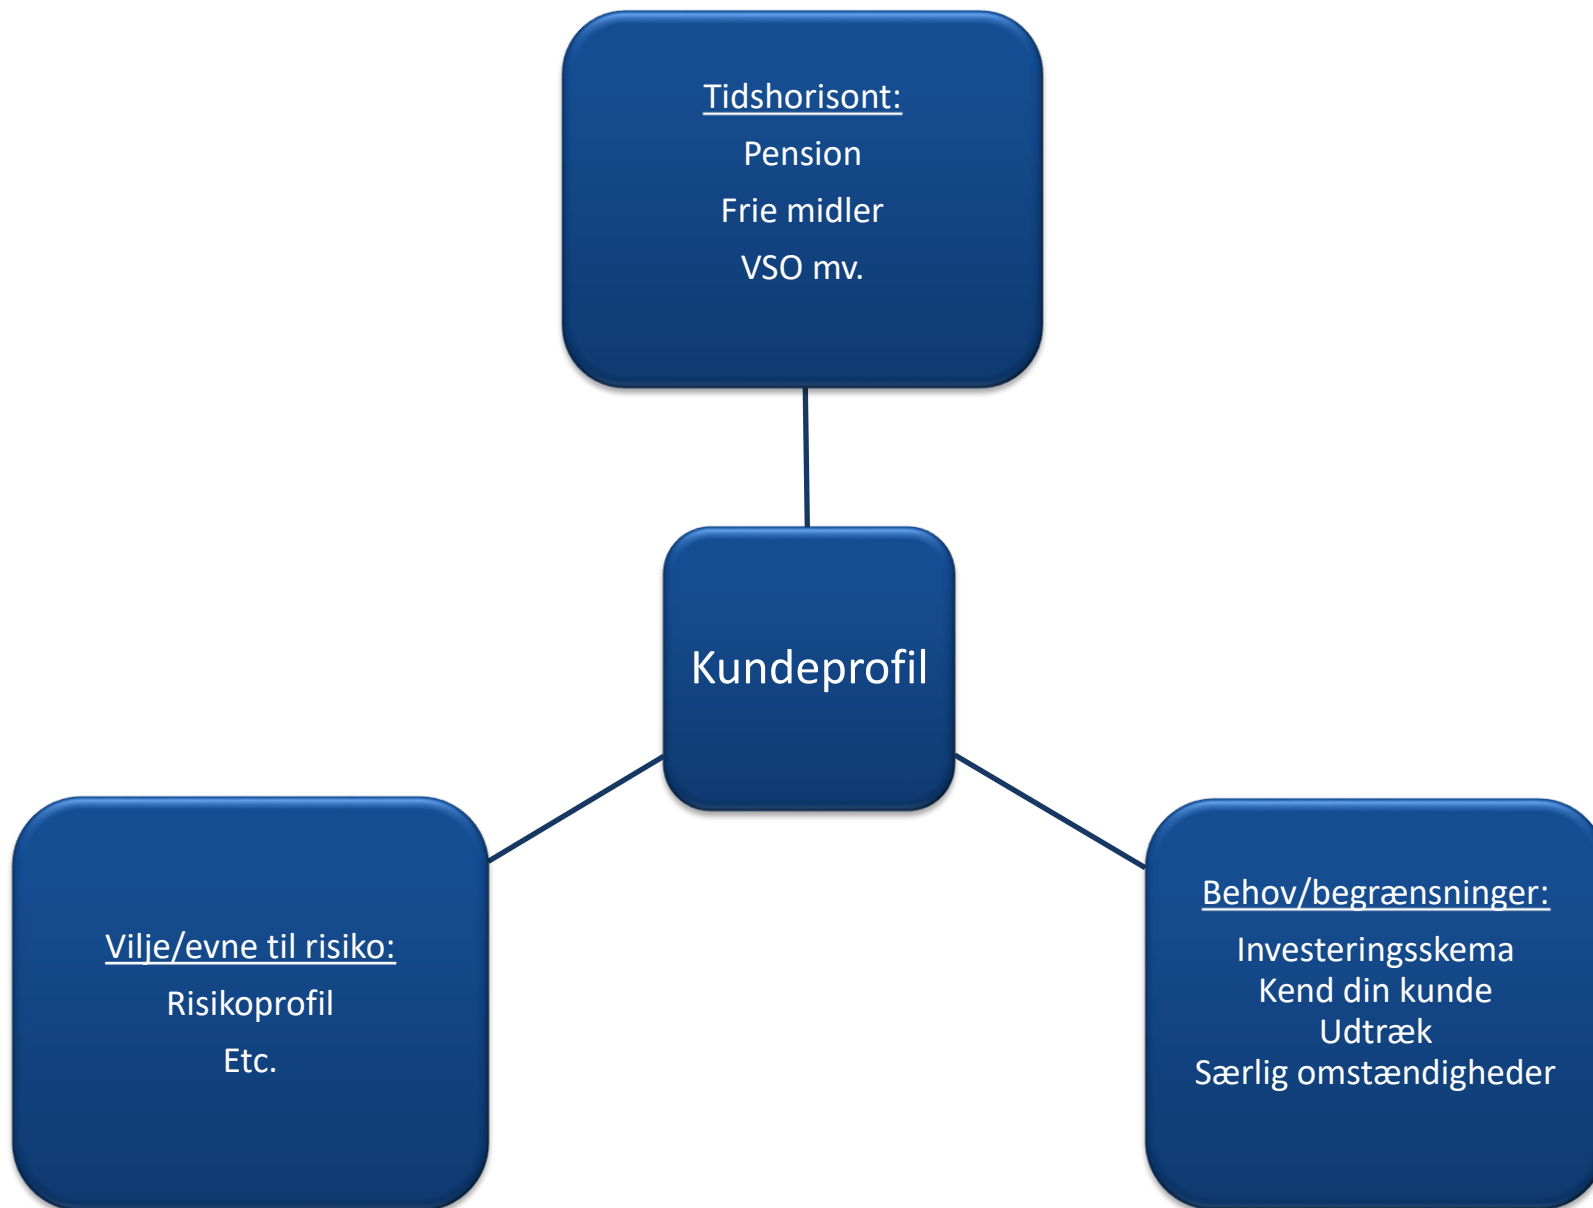 Tidshorisont:
Pension
Frie midler
VSO mv.
Kundeprofil
Vilje/evne til risiko:
Risikoprofil
Etc.
Behov/begrænsninger:
Investeringsskema
Kend din kunde
Udtræk
Særlig omstændigheder